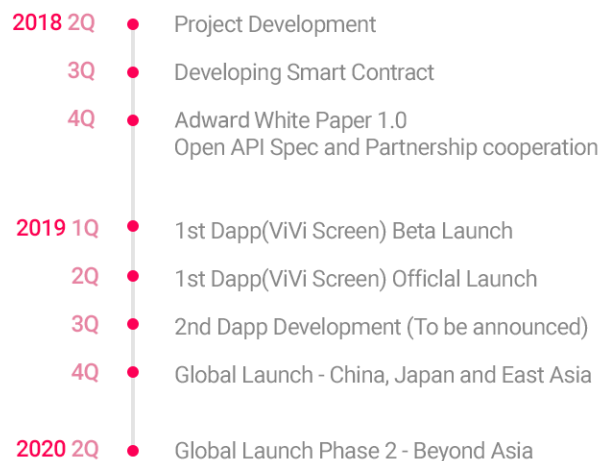 2018 2Q Project Development
3Q Developing Smart Contract
4Q Adward White Paper 1.0
Open API Spec and Partnership cooperation
2019 1Q 1st Dapp(ViVi Screen) Beta Launch
2Q 1st Dapp(ViVi Screen) Officlal Launch
3Q 2nd Dapp Development (To be announced)
4Q Global Launch - China, Japan and East Asia
2020 2Q Global Launch Phase 2 - Beyond Asia